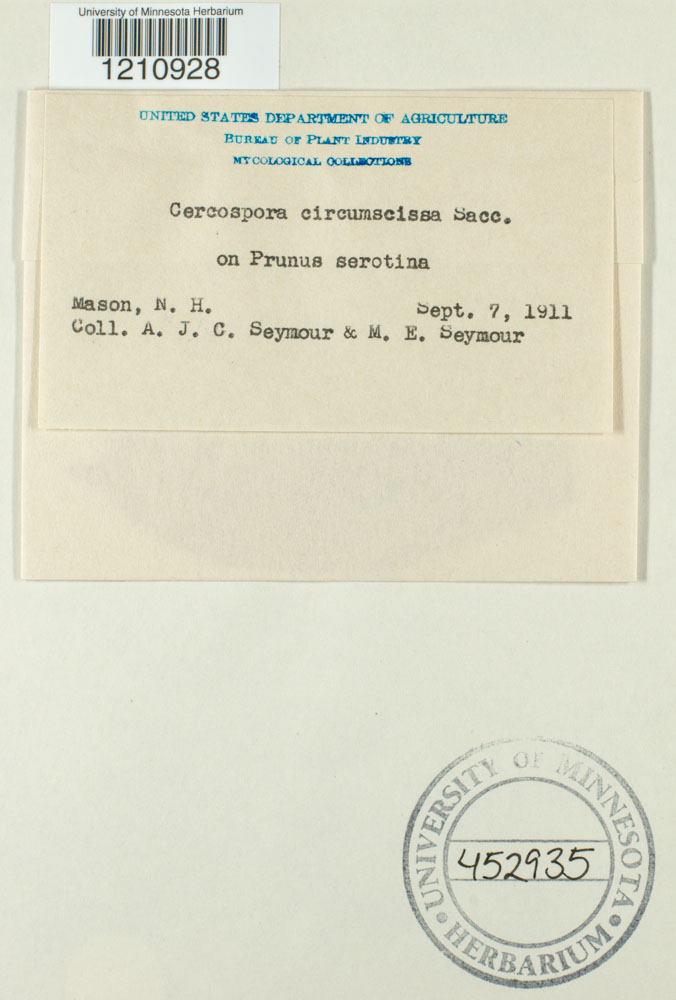 University of Minnesota Herbarium
1210928
UNITED STATES DEPARTMENT OF AGRICULTURE
BUREAU OF PLANT INDUSTRY
MYCOLOGICAL COLLECTIONS
Cercospora circumscissa Sacc.
on Prunus serotina
Mason, N. H. Sept. 7, 1911
Coll. A. J. C. Seymour & M. E. Seymour
UNIVERSITY OF MINNESOTA
452935
• HERBARIUM •